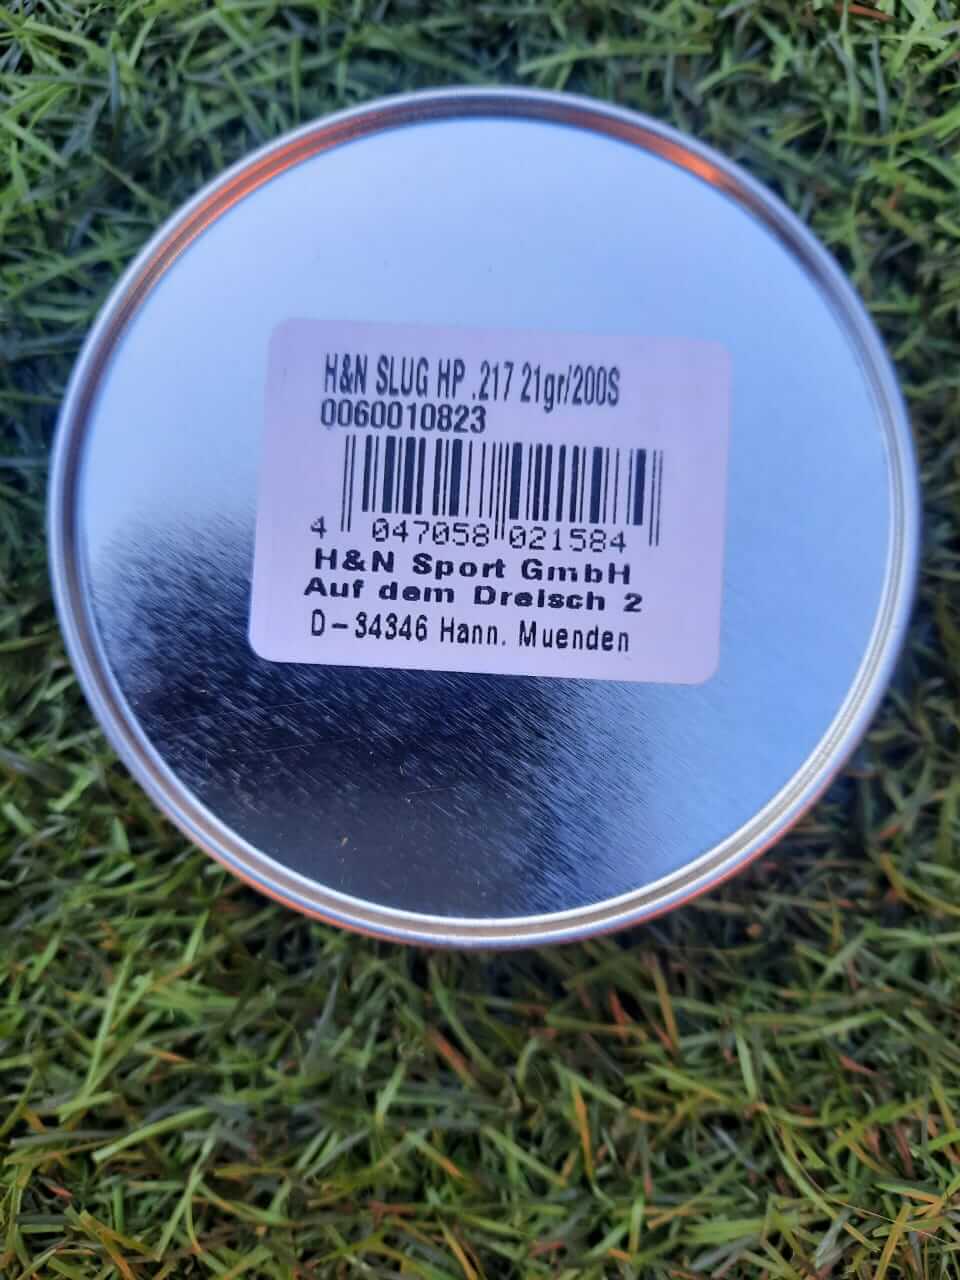 H&N SLUG HP .217 21gr/200S
0060010823
4 047058 021584
H&N Sport GmbH
Auf dem Dreisch 2
D-34346 Hann. Muenden